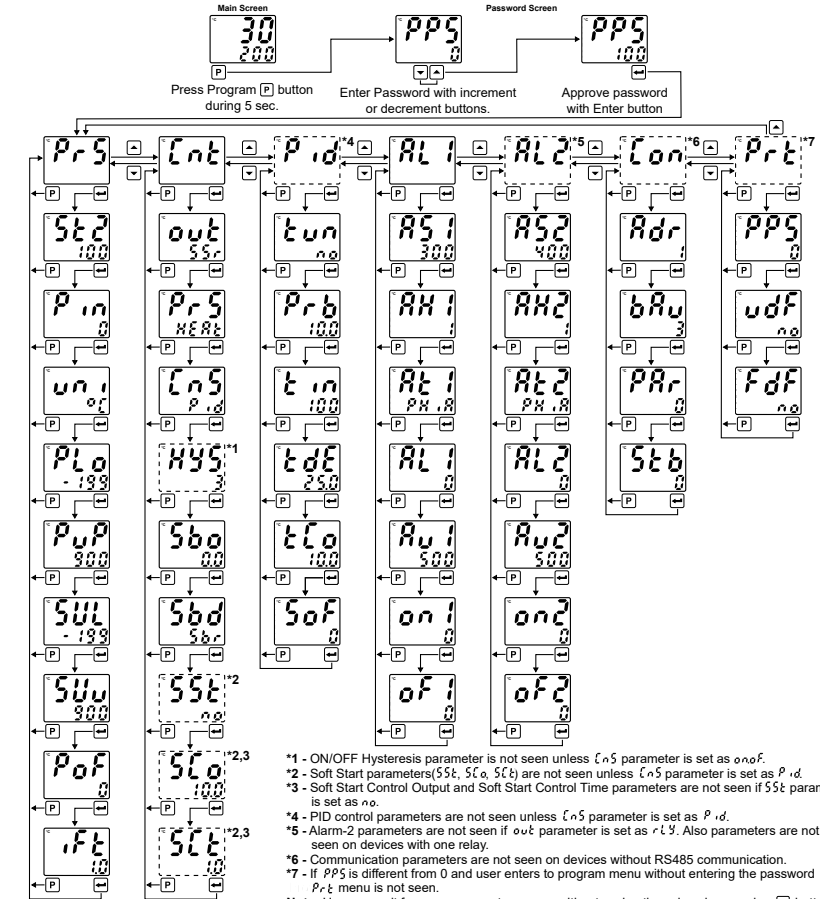 Main Screen
Password Screen
°C 30
200
°C PPS
0
°C PPS
100
P
Press Program P button
during 5 sec.
Enter Password with increment
or decrement buttons.
Approve password
with Enter button
PrS
Cnt
Pid *4
AL1
AL2 *5
Con *6
Prt *7
P P P P P P P
St2 100
out SSr
tun no
AS1 300
AS2 400
Adr 1
PPS 0
P P P P P P P
Pin 0
PrS HEAt
Prb 10.0
AH1 1
AH2 1
bAu 3
udF no
P P P P P P P
uni °C
CnS Pid
tin 100
At1 PH.iA
At2 PH.iA
PAr 0
FdF no
P P P P P P P
PLo -199
HYS 3 *1
tdE 25.0
AL1 0
AL2 0
Stb 0
P P P P P P
PuP 900
Sbo 0.0
tCo 10.0
Au1 500
Au2 500
P P P P P
SUL -199
Sbd Sbr
SoF 0
on1 0
on2 0
P P P P P
SUu 900
SSt no *2
oF1 0
oF2 0
P P P P
PoF 0
SCo 10.0 *2,3
P P
iFt 1.0
SCt 1.0 *2,3
P P
*1 - ON/OFF Hysteresis parameter is not seen unless CnS parameter is set as on.oF.
*2 - Soft Start parameters(SSt, SCo, SCt) are not seen unless CnS parameter is set as Pid.
*3 - Soft Start Control Output and Soft Start Control Time parameters are not seen if SSt param
is set as no.
*4 - PID control parameters are not seen unless CnS parameter is set as Pid.
*5 - Alarm-2 parameters are not seen if out parameter is set as rLY. Also parameters are not
seen on devices with one relay.
*6 - Communication parameters are not seen on devices without RS485 communication.
*7 - If PPS is different from 0 and user enters to program menu without entering the password
Prt menu is not seen.